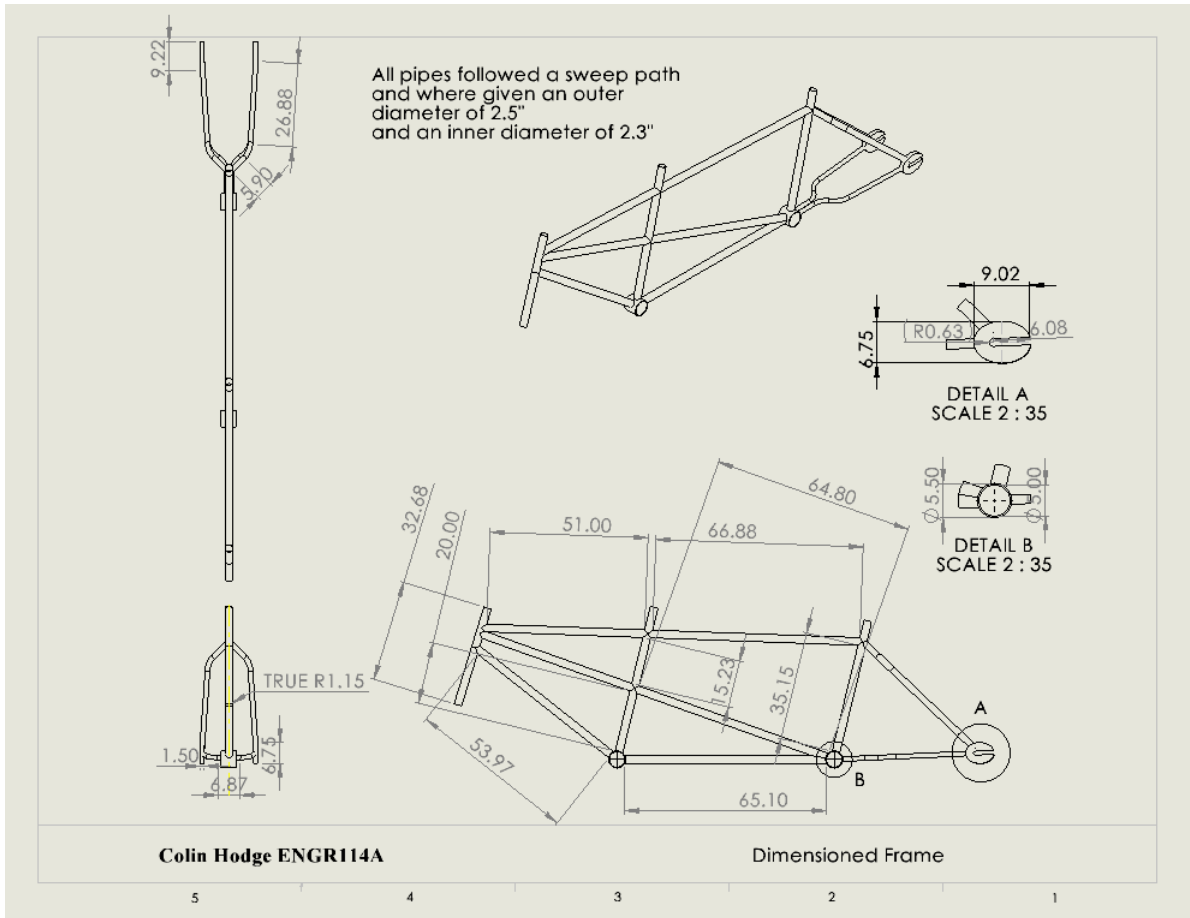 9.22
26.88
5.90
All pipes followed a sweep path
and where given an outer
diameter of 2.5"
and an inner diameter of 2.3"
9.02
6.75
R0.63
6.08
DETAIL A
SCALE 2 : 35
∅ 5.50
∅ 5.00
DETAIL B
SCALE 2 : 35
32.68
20.00
51.00
66.88
64.80
15.23
35.15
53.97
65.10
A
B
TRUE R1.15
1.50
6.75
6.87
Colin Hodge ENGR114A
Dimensioned Frame
5 4 3 2 1